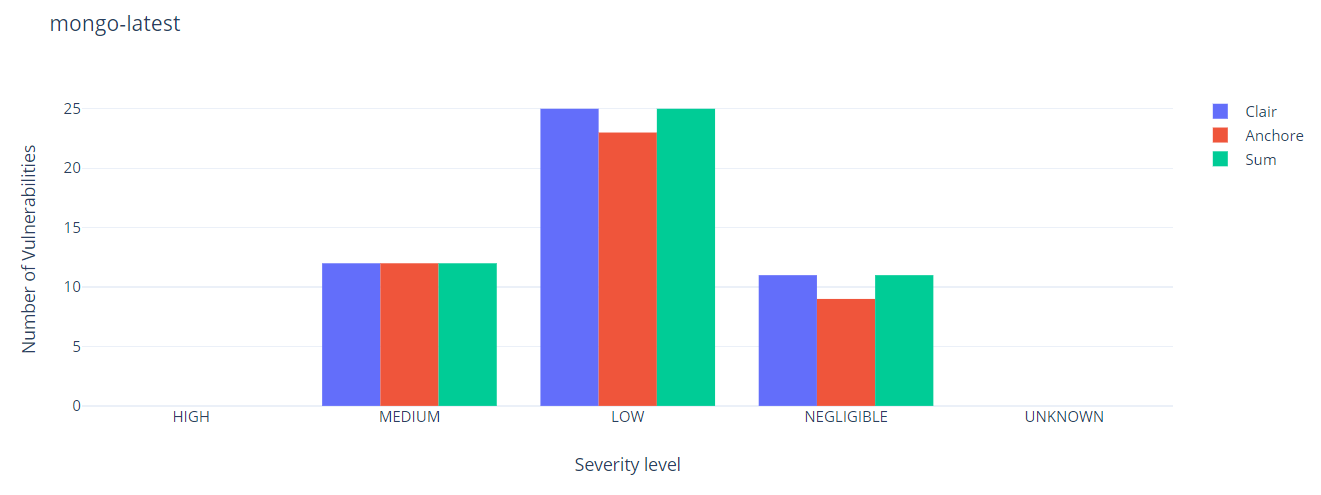 mongo-latest
Number of Vulnerabilities
25
20
15
10
5
0
HIGH
MEDIUM
LOW
NEGLIGIBLE
UNKNOWN
Severity level
Clair
Anchore
Sum